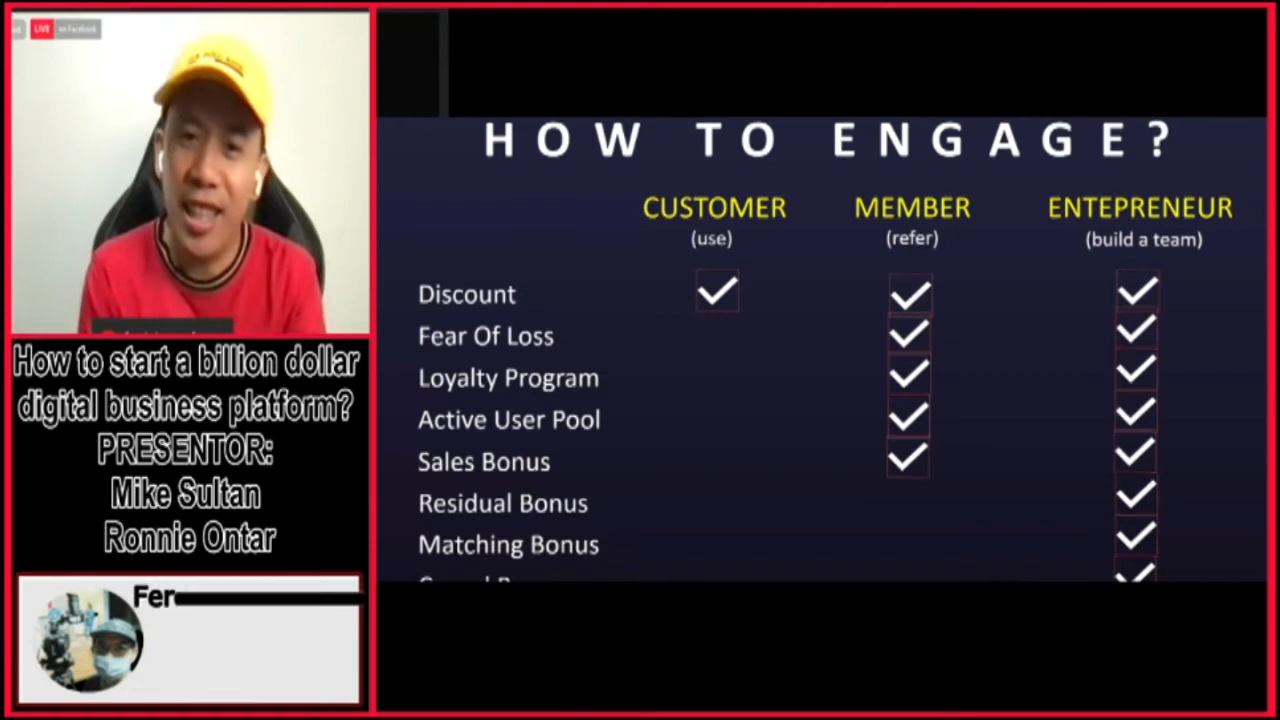 LIVE
on Facebook
How to start a billion dollar
digital business platform?
PRESENTOR:
Mike Sultan
Ronnie Ontar
Fer
HOW TO ENGAGE?
CUSTOMER MEMBER ENTEPRENEUR
(use) (refer) (build a team)
Discount
Fear Of Loss
Loyalty Program
Active User Pool
Sales Bonus
Residual Bonus
Matching Bonus